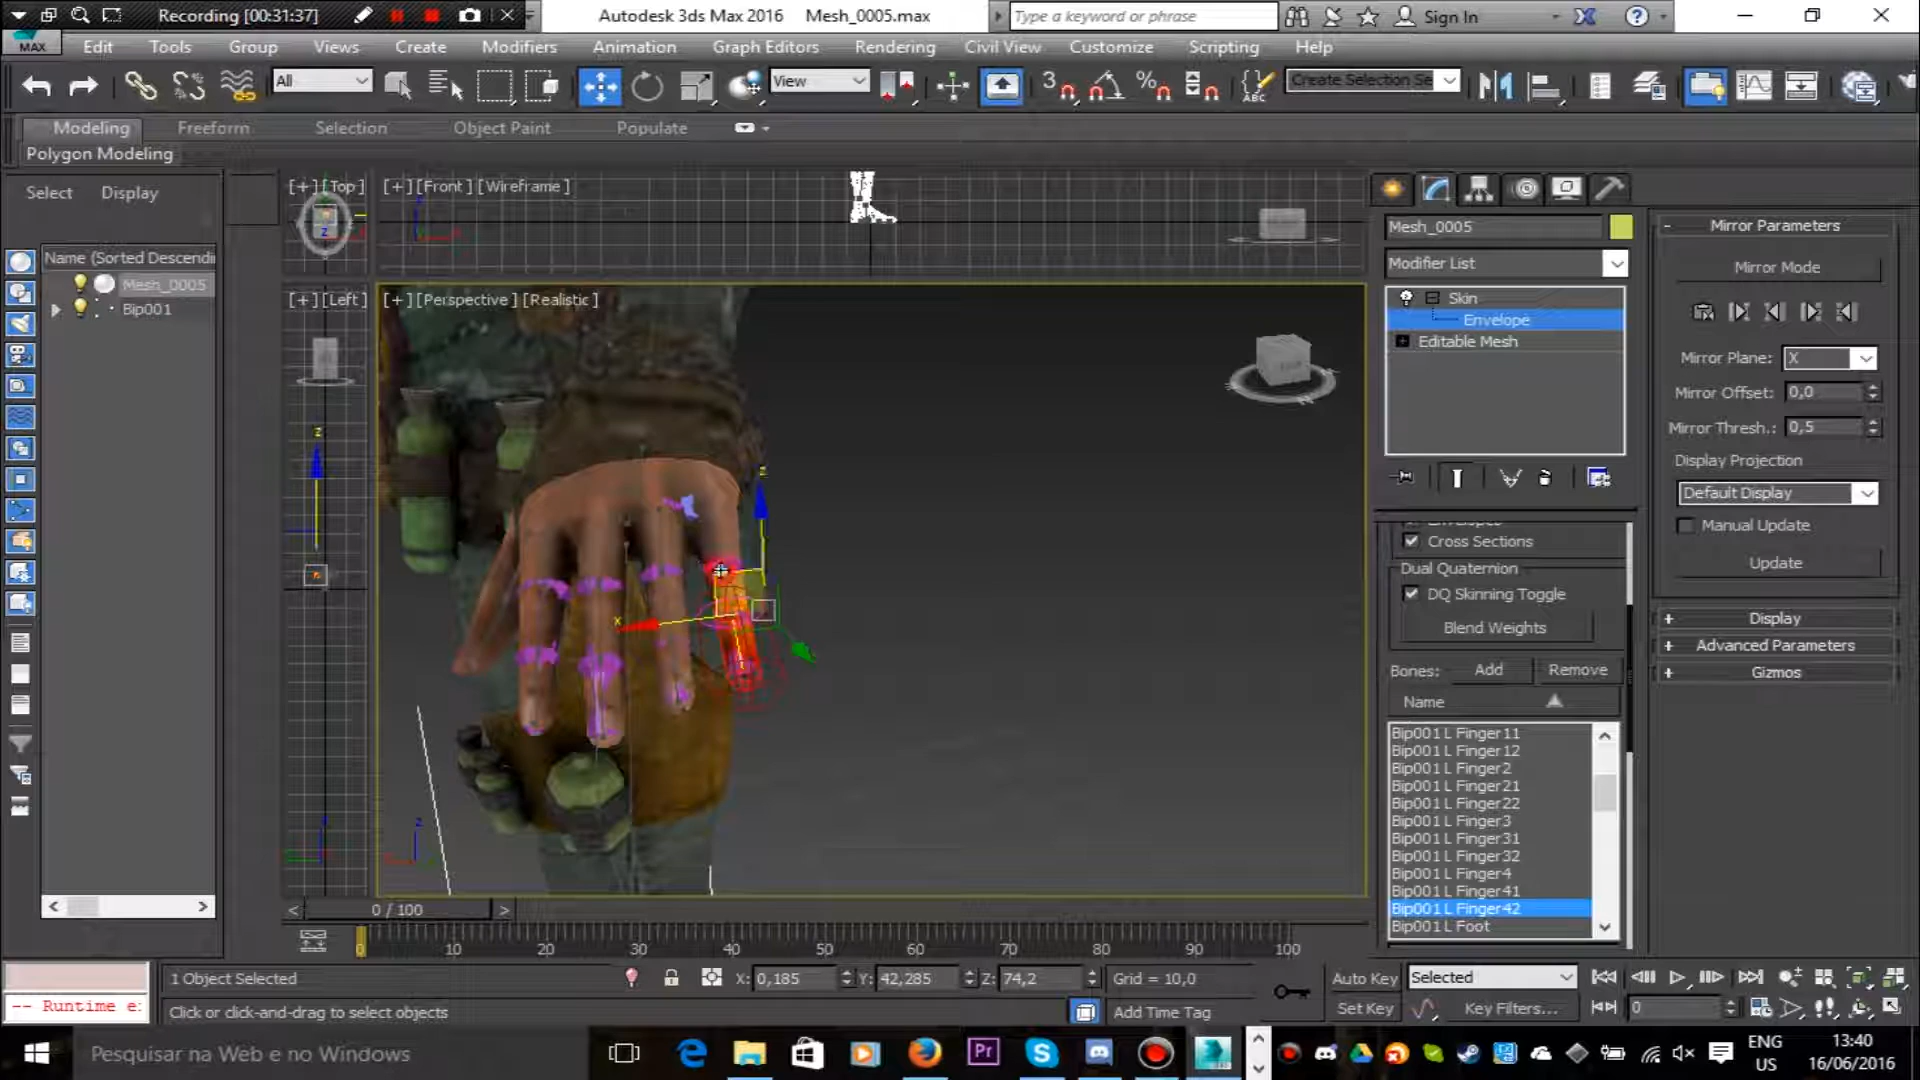 Recording [00:31:37]
Autodesk 3ds Max 2016 Mesh_0005.max
Type a keyword or phrase
Sign In
MAX
Edit Tools Group Views Create Modifiers Animation Graph Editors Rendering Civil View Customize Scripting Help
All
View
3
%
ABC
Create Selection Se
Modeling Freeform Selection Object Paint Populate
Polygon Modeling
Select Display
Name (Sorted Descendi
Mesh_0005
Bip001
[+] [Top]
[+] [Front] [Wireframe]
[+] [Left]
[+] [Perspective] [Realistic]
Mesh_0005
Modifier List
Skin
Envelope
Editable Mesh
Cross Sections
Dual Quaternion
DQ Skinning Toggle
Blend Weights
Bones: Add Remove
Name
Bip001 L Finger11
Bip001 L Finger12
Bip001 L Finger2
Bip001 L Finger21
Bip001 L Finger22
Bip001 L Finger3
Bip001 L Finger31
Bip001 L Finger32
Bip001 L Finger4
Bip001 L Finger41
Bip001 L Finger42
Bip001 L Foot
Mirror Parameters
Mirror Mode
Mirror Plane: X
Mirror Offset: 0,0
Mirror Thresh.: 0,5
Display Projection
Default Display
Manual Update
Update
Display
Advanced Parameters
Gizmos
0 / 100
0 10 20 30 40 50 60 70 80 90 100
1 Object Selected
X: 0,185 Y: 42,285 Z: 74,2
Grid = 10,0
Auto Key Selected
-- Runtime e:
Click or click-and-drag to select objects
Add Time Tag
Set Key Key Filters...
0
Pesquisar na Web e no Windows
Pr
ENG
US
13:40
16/06/2016